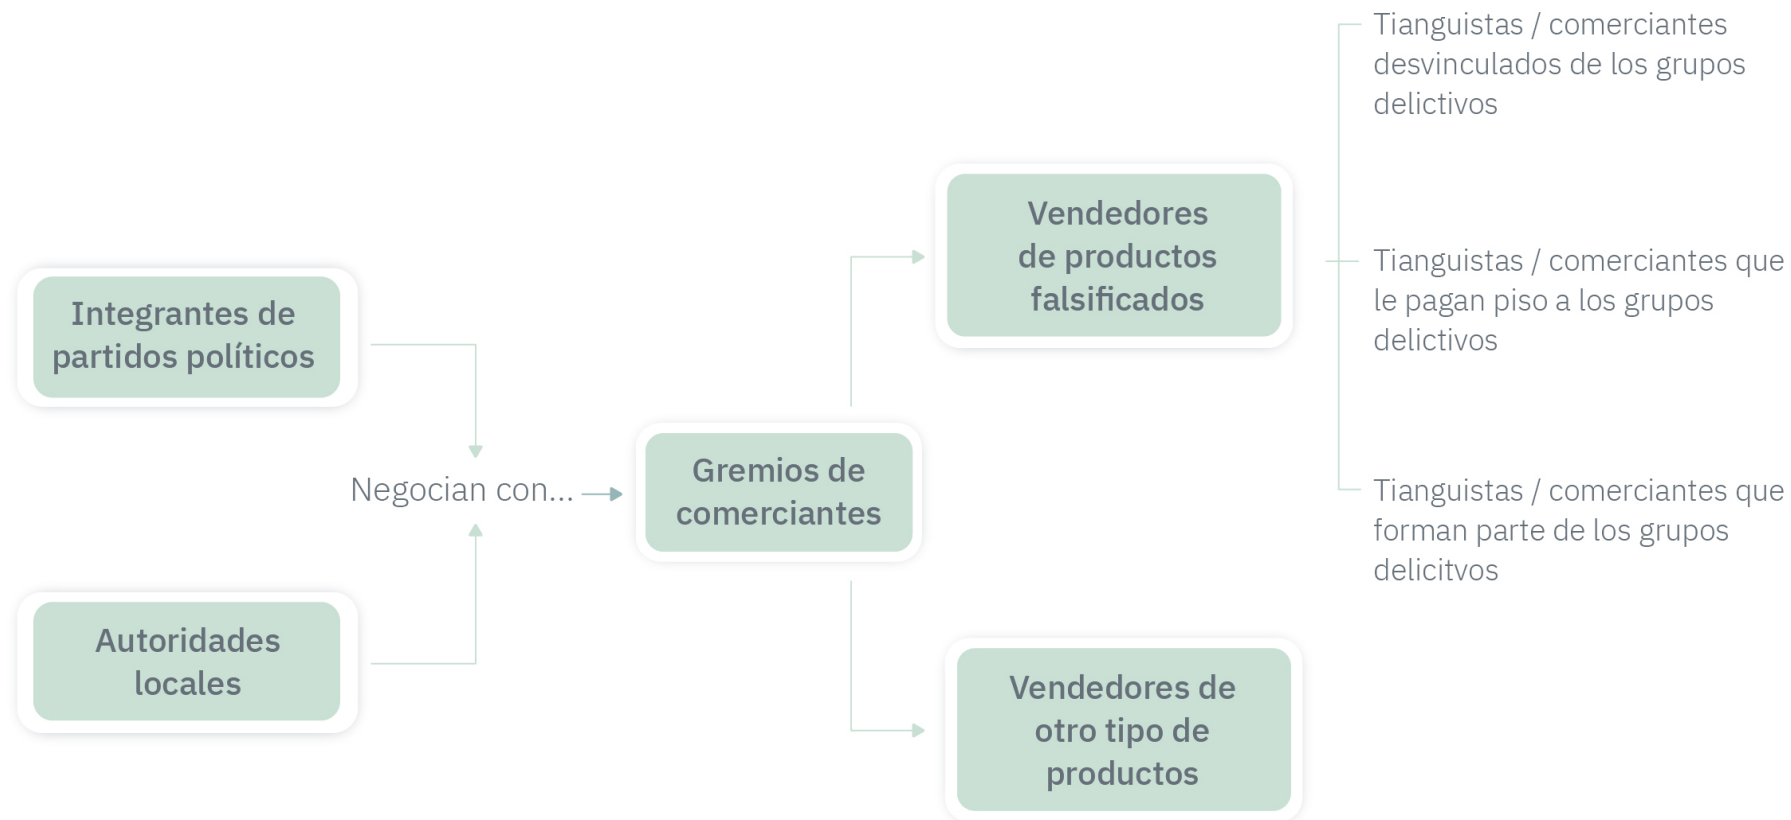 Integrantes de
partidos políticos
Autoridades
locales
Negocian con...
Gremios de
comerciantes
Vendedores
de productos
falsificados
Vendedores de
otro tipo de
productos
Tianguistas / comerciantes
desvinculados de los grupos
delictivos
Tianguistas / comerciantes que
le pagan piso a los grupos
delictivos
Tianguistas / comerciantes que
forman parte de los grupos
delicitvos